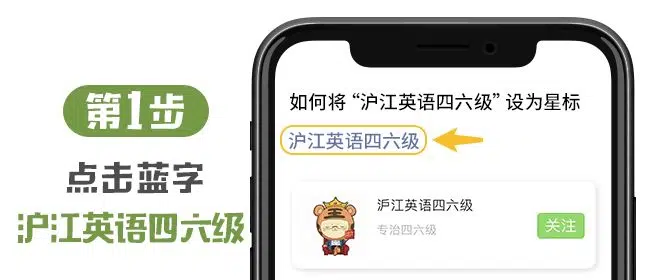 第1步
点击蓝字
沪江英语四六级
如何将“沪江英语四六级”设为星标
沪江英语四六级
沪江英语四六级
专治四六级
关注